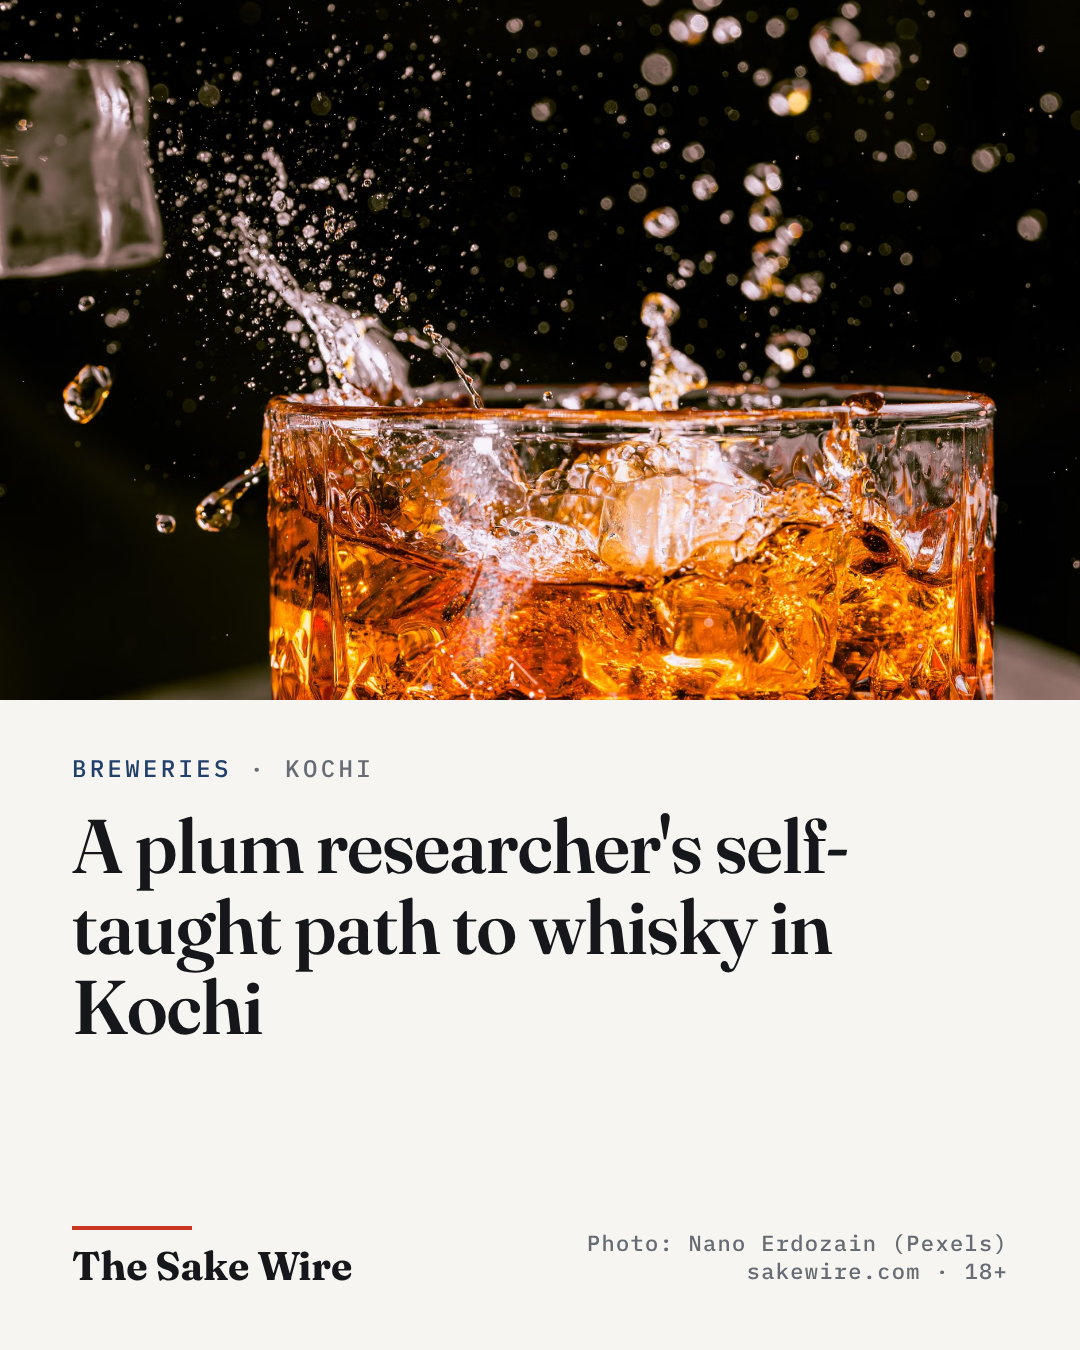 BREWERIES · KOCHI
A plum researcher's self-
taught path to whisky in
Kochi
The Sake Wire
Photo: Nano Erdozain (Pexels)
sakewire.com · 18+